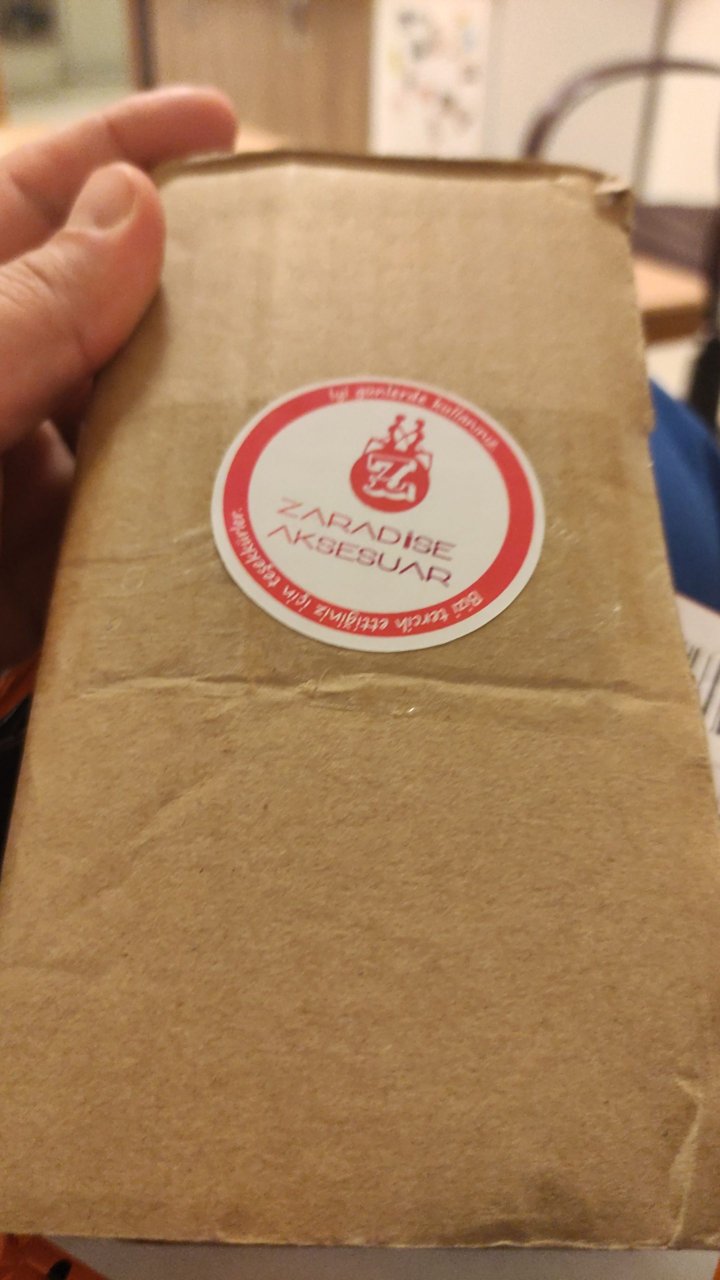 İyi günlerde kullanınız
Z
ZARADİSE
AKSESUAR
Bizi tercih ettiğiniz için teşekkürler.